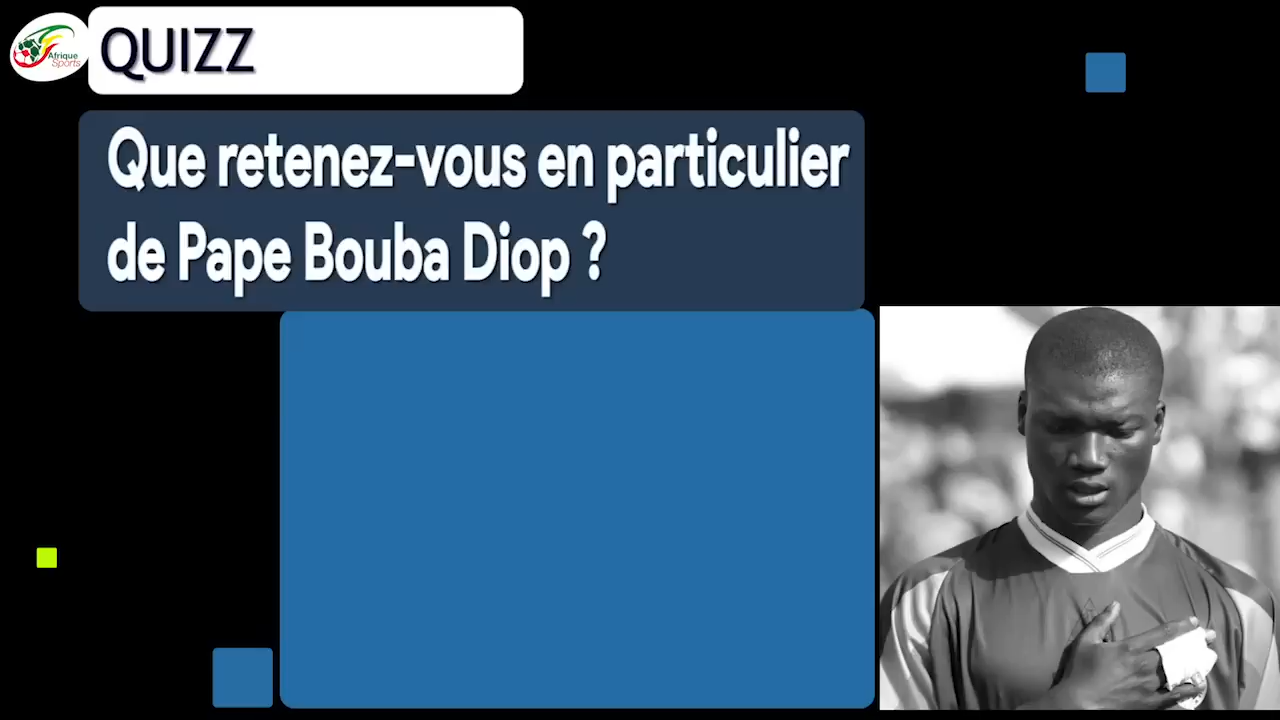 Afrique
Sports
QUIZZ
Que retenez-vous en particulier
de Pape Bouba Diop ?